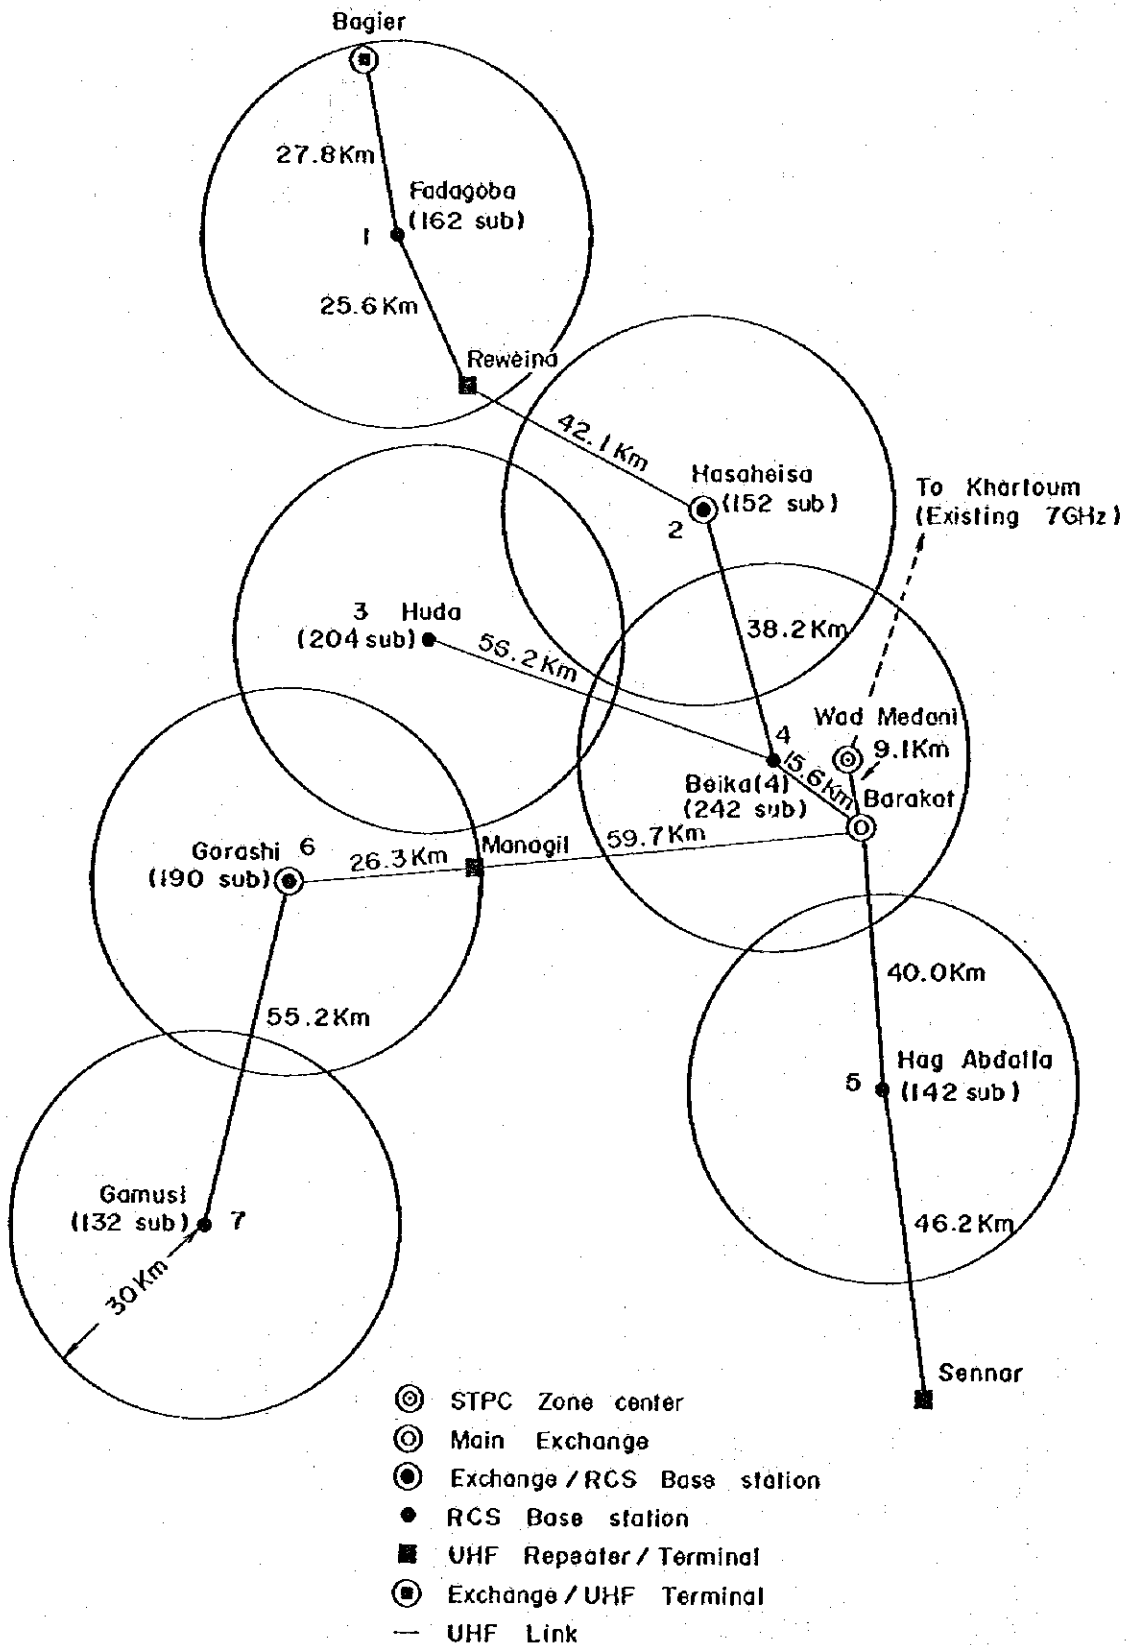 Bagier
27.8Km
Fadagoba
(162 sub)
1
25.6Km
Reweina
42.1Km
Hasaheisa
(152 sub)
2
To Khartoum
(Existing 7GHz)
3 Huda
(204 sub)
56.2Km
38.2Km
Wad Medani
4
9.1Km
15.6Km
Beika(4)
(242 sub)
Barakat
59.7Km
Managil
26.3Km
Gorashi 6
(190 sub)
40.0Km
55.2Km
Hag Abdalla
5
(142 sub)
Gamusi
(132 sub)
7
46.2Km
30Km
Sennar
STPC Zone center
Main Exchange
Exchange/RCS Base station
RCS Base station
UHF Repeater/Terminal
Exchange/UHF Terminal
UHF Link